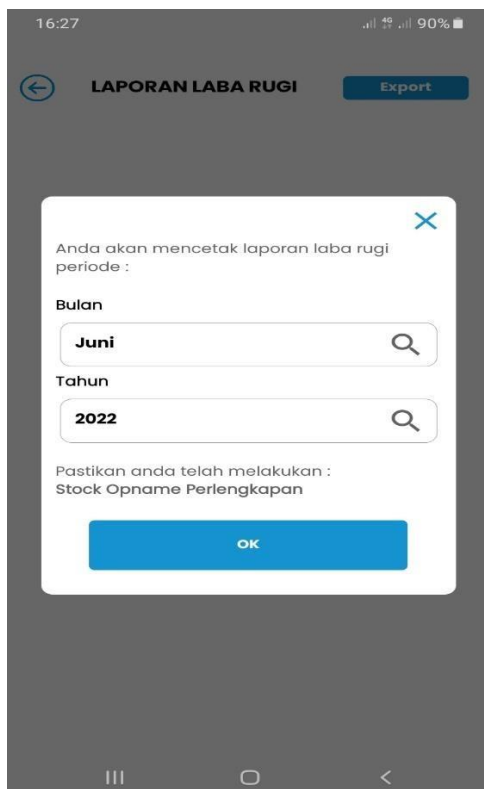 16:27
4G
90%
LAPORAN LABA RUGI
Export
Anda akan mencetak laporan laba rugi
periode :
Bulan
Juni
Tahun
2022
Pastikan anda telah melakukan :
Stock Opname Perlengkapan
OK